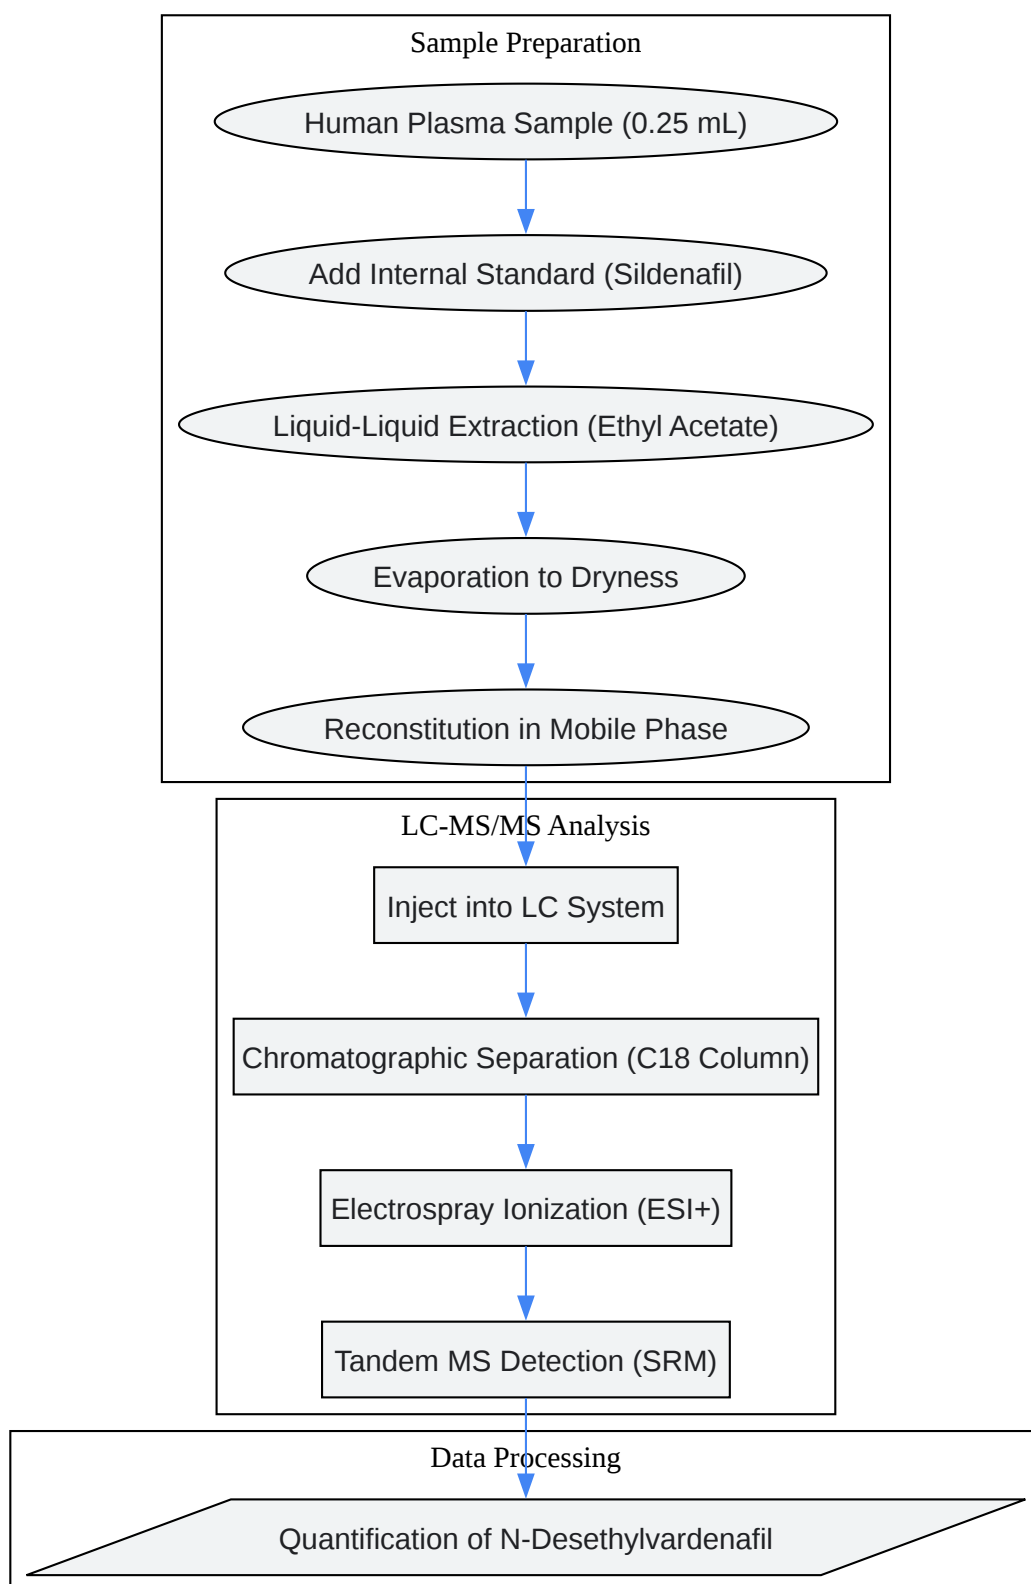 Sample Preparation
Human Plasma Sample (0.25 mL)
Add Internal Standard (Sildenafil)
Liquid-Liquid Extraction (Ethyl Acetate)
Evaporation to Dryness
Reconstitution in Mobile Phase
LC-MS/MS Analysis
Inject into LC System
Chromatographic Separation (C18 Column)
Electrospray Ionization (ESI+)
Tandem MS Detection (SRM)
Data Processing
Quantification of N-Desethylvardenafil